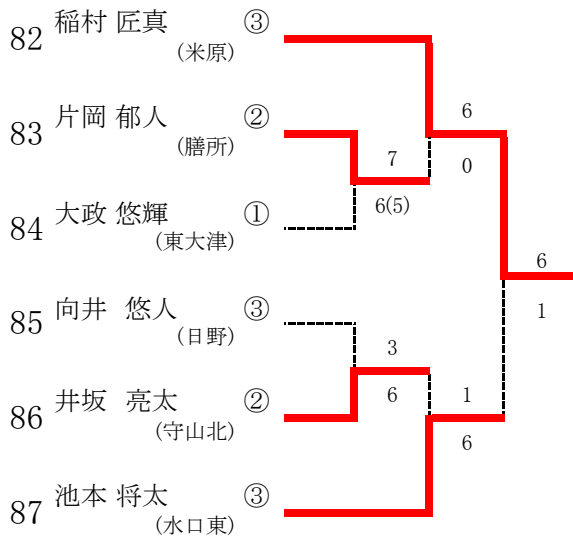 82 稲村 匠真 ③
(米原)
83 片岡 郁人 ②
(膳所)
84 大政 悠輝 ①
(東大津)
85 向井 悠人 ③
(日野)
86 井坂 亮太 ②
(守山北)
87 池本 将太 ③
(水口東)
7
6(5)
3
6
6
0
1
6
6
1